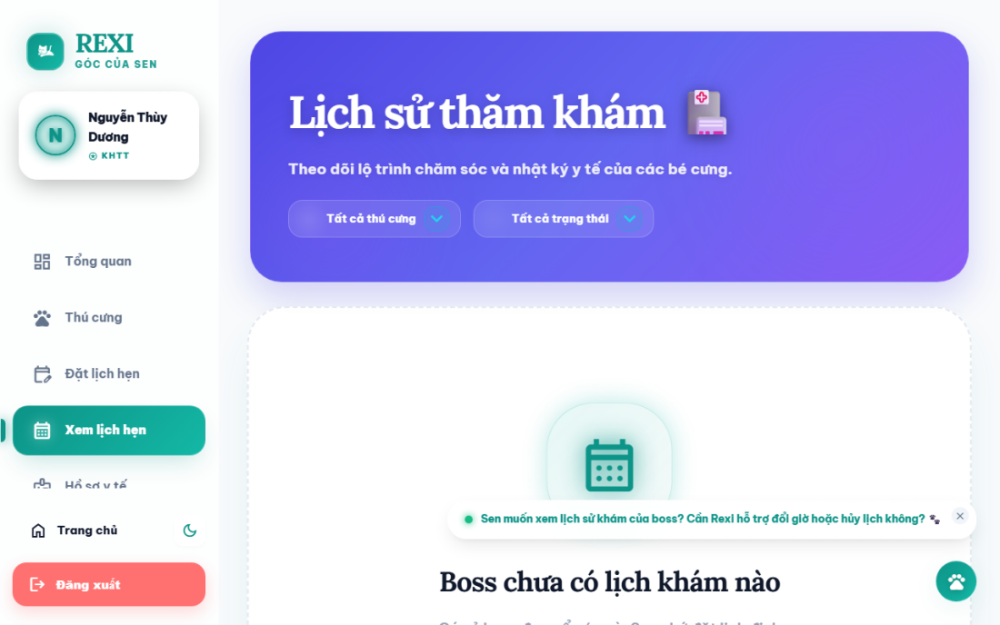 REXI
GÓC CỦA SEN
Nguyễn Thùy
Dương
N
KHTT
Tổng quan
Thú cưng
Đặt lịch hẹn
Xem lịch hẹn
Hồ sơ y tế
Trang chủ
Đăng xuất
Lịch sử thăm khám
Theo dõi lộ trình chăm sóc và nhật ký y tế của các bé cưng.
Tất cả thú cưng
Tất cả trạng thái
Sen muốn xem lịch sử khám của boss? Cần Rexi hỗ trợ đổi giờ hoặc hủy lịch không? 🐾
Boss chưa có lịch khám nào